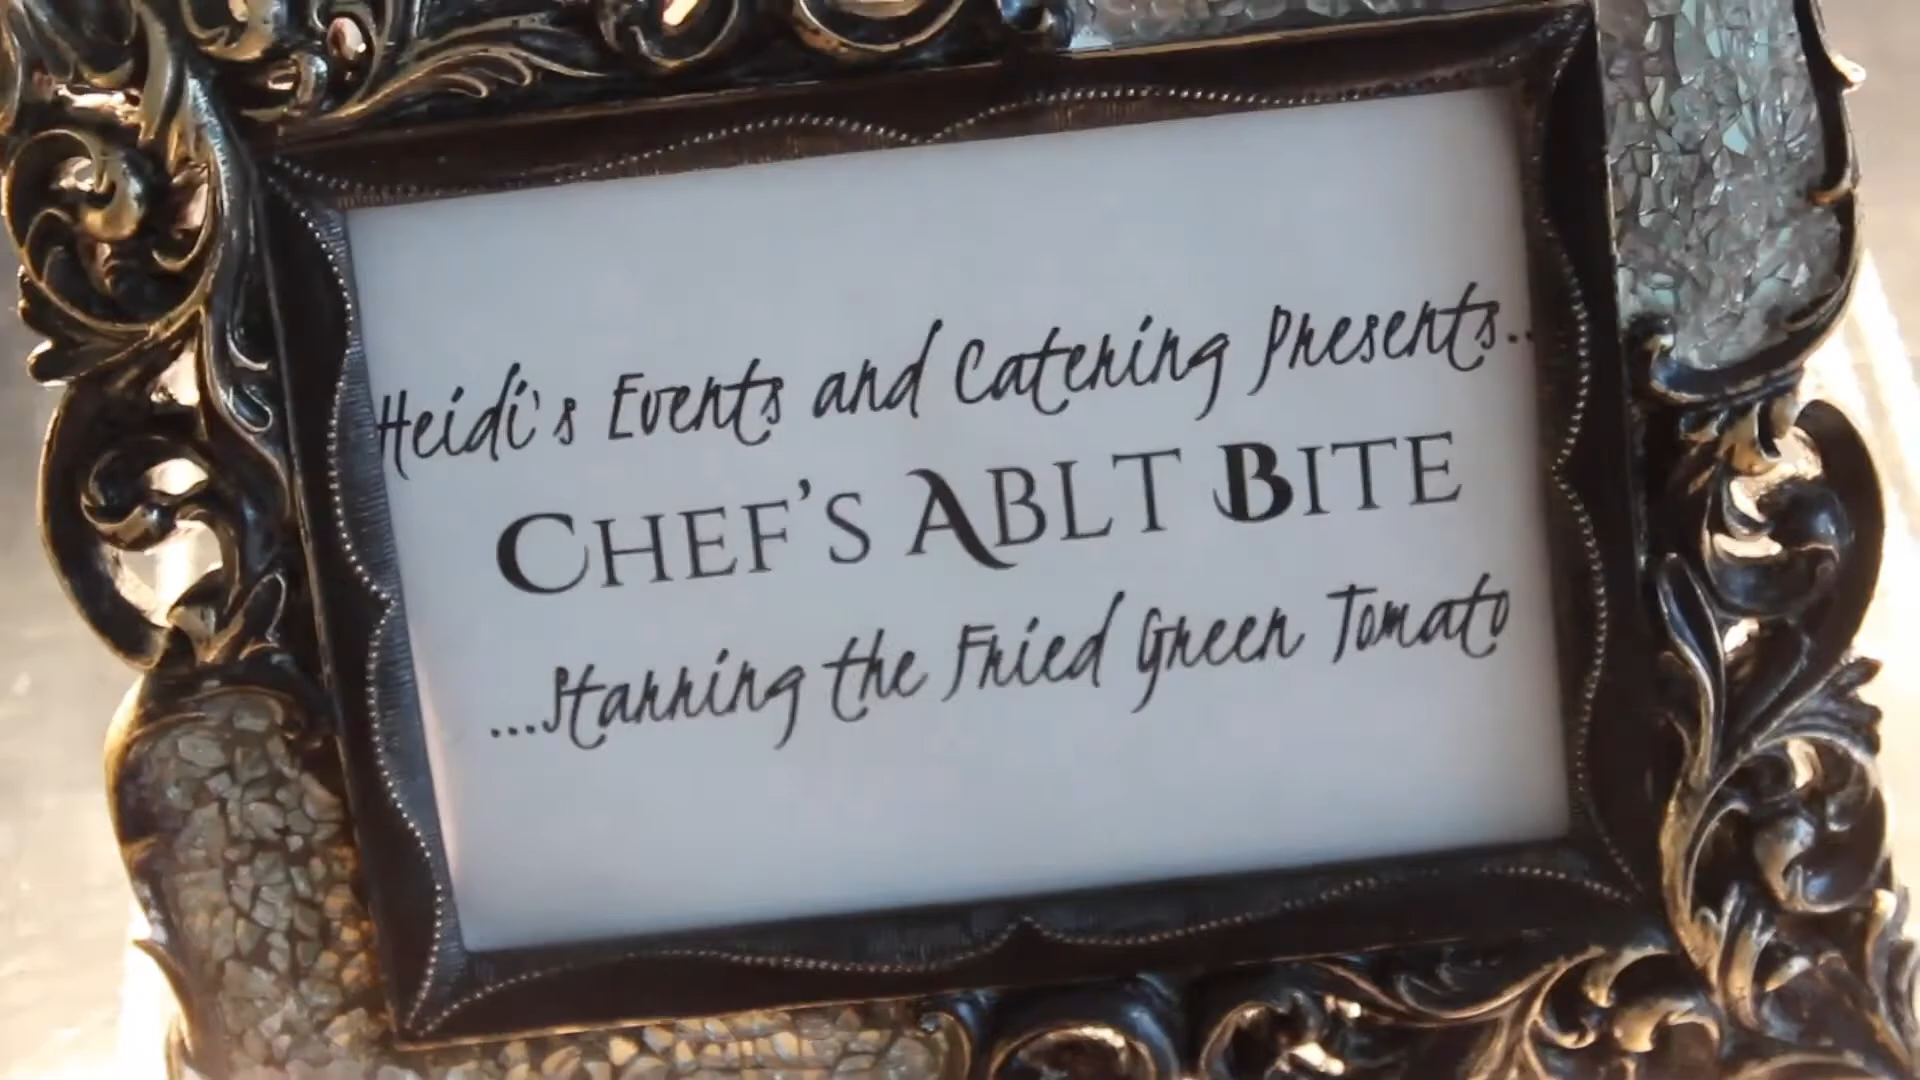 Heidi's Events and Catering Presents..
CHEF'S ABLT BITE
...Starring the Fried Green Tomato